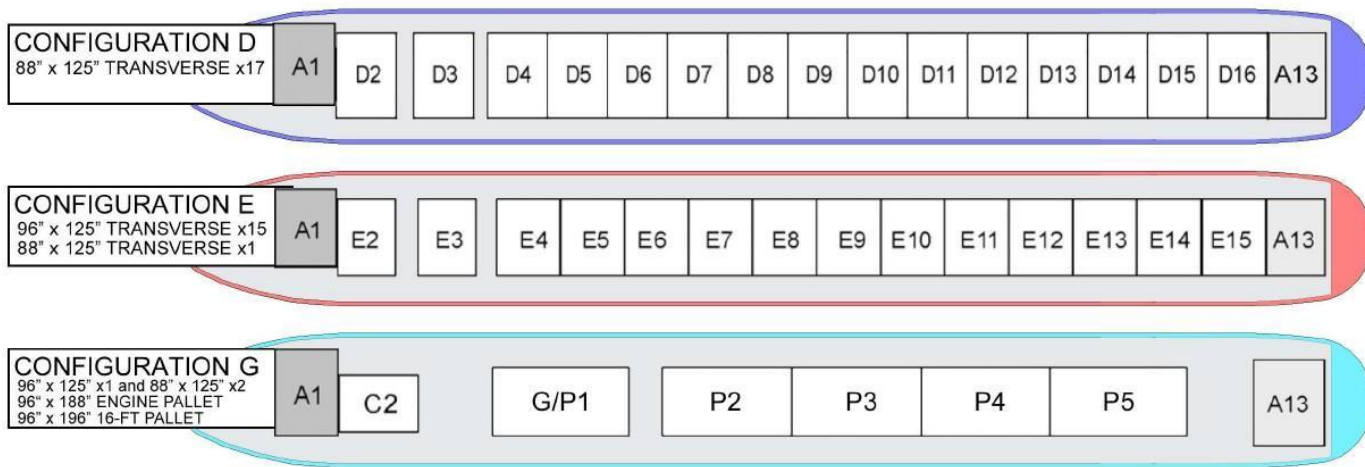 CONFIGURATION D
88" x 125" TRANSVERSE x17
A1 D2 D3 D4 D5 D6 D7 D8 D9 D10 D11 D12 D13 D14 D15 D16 A13
CONFIGURATION E
96" x 125" TRANSVERSE x15
88" x 125" TRANSVERSE x1
A1 E2 E3 E4 E5 E6 E7 E8 E9 E10 E11 E12 E13 E14 E15 A13
CONFIGURATION G
96" x 125" x1 and 88" x 125" x2
96" x 188" ENGINE PALLET
96" x 196" 16-FT PALLET
A1 C2 G/P1 P2 P3 P4 P5 A13